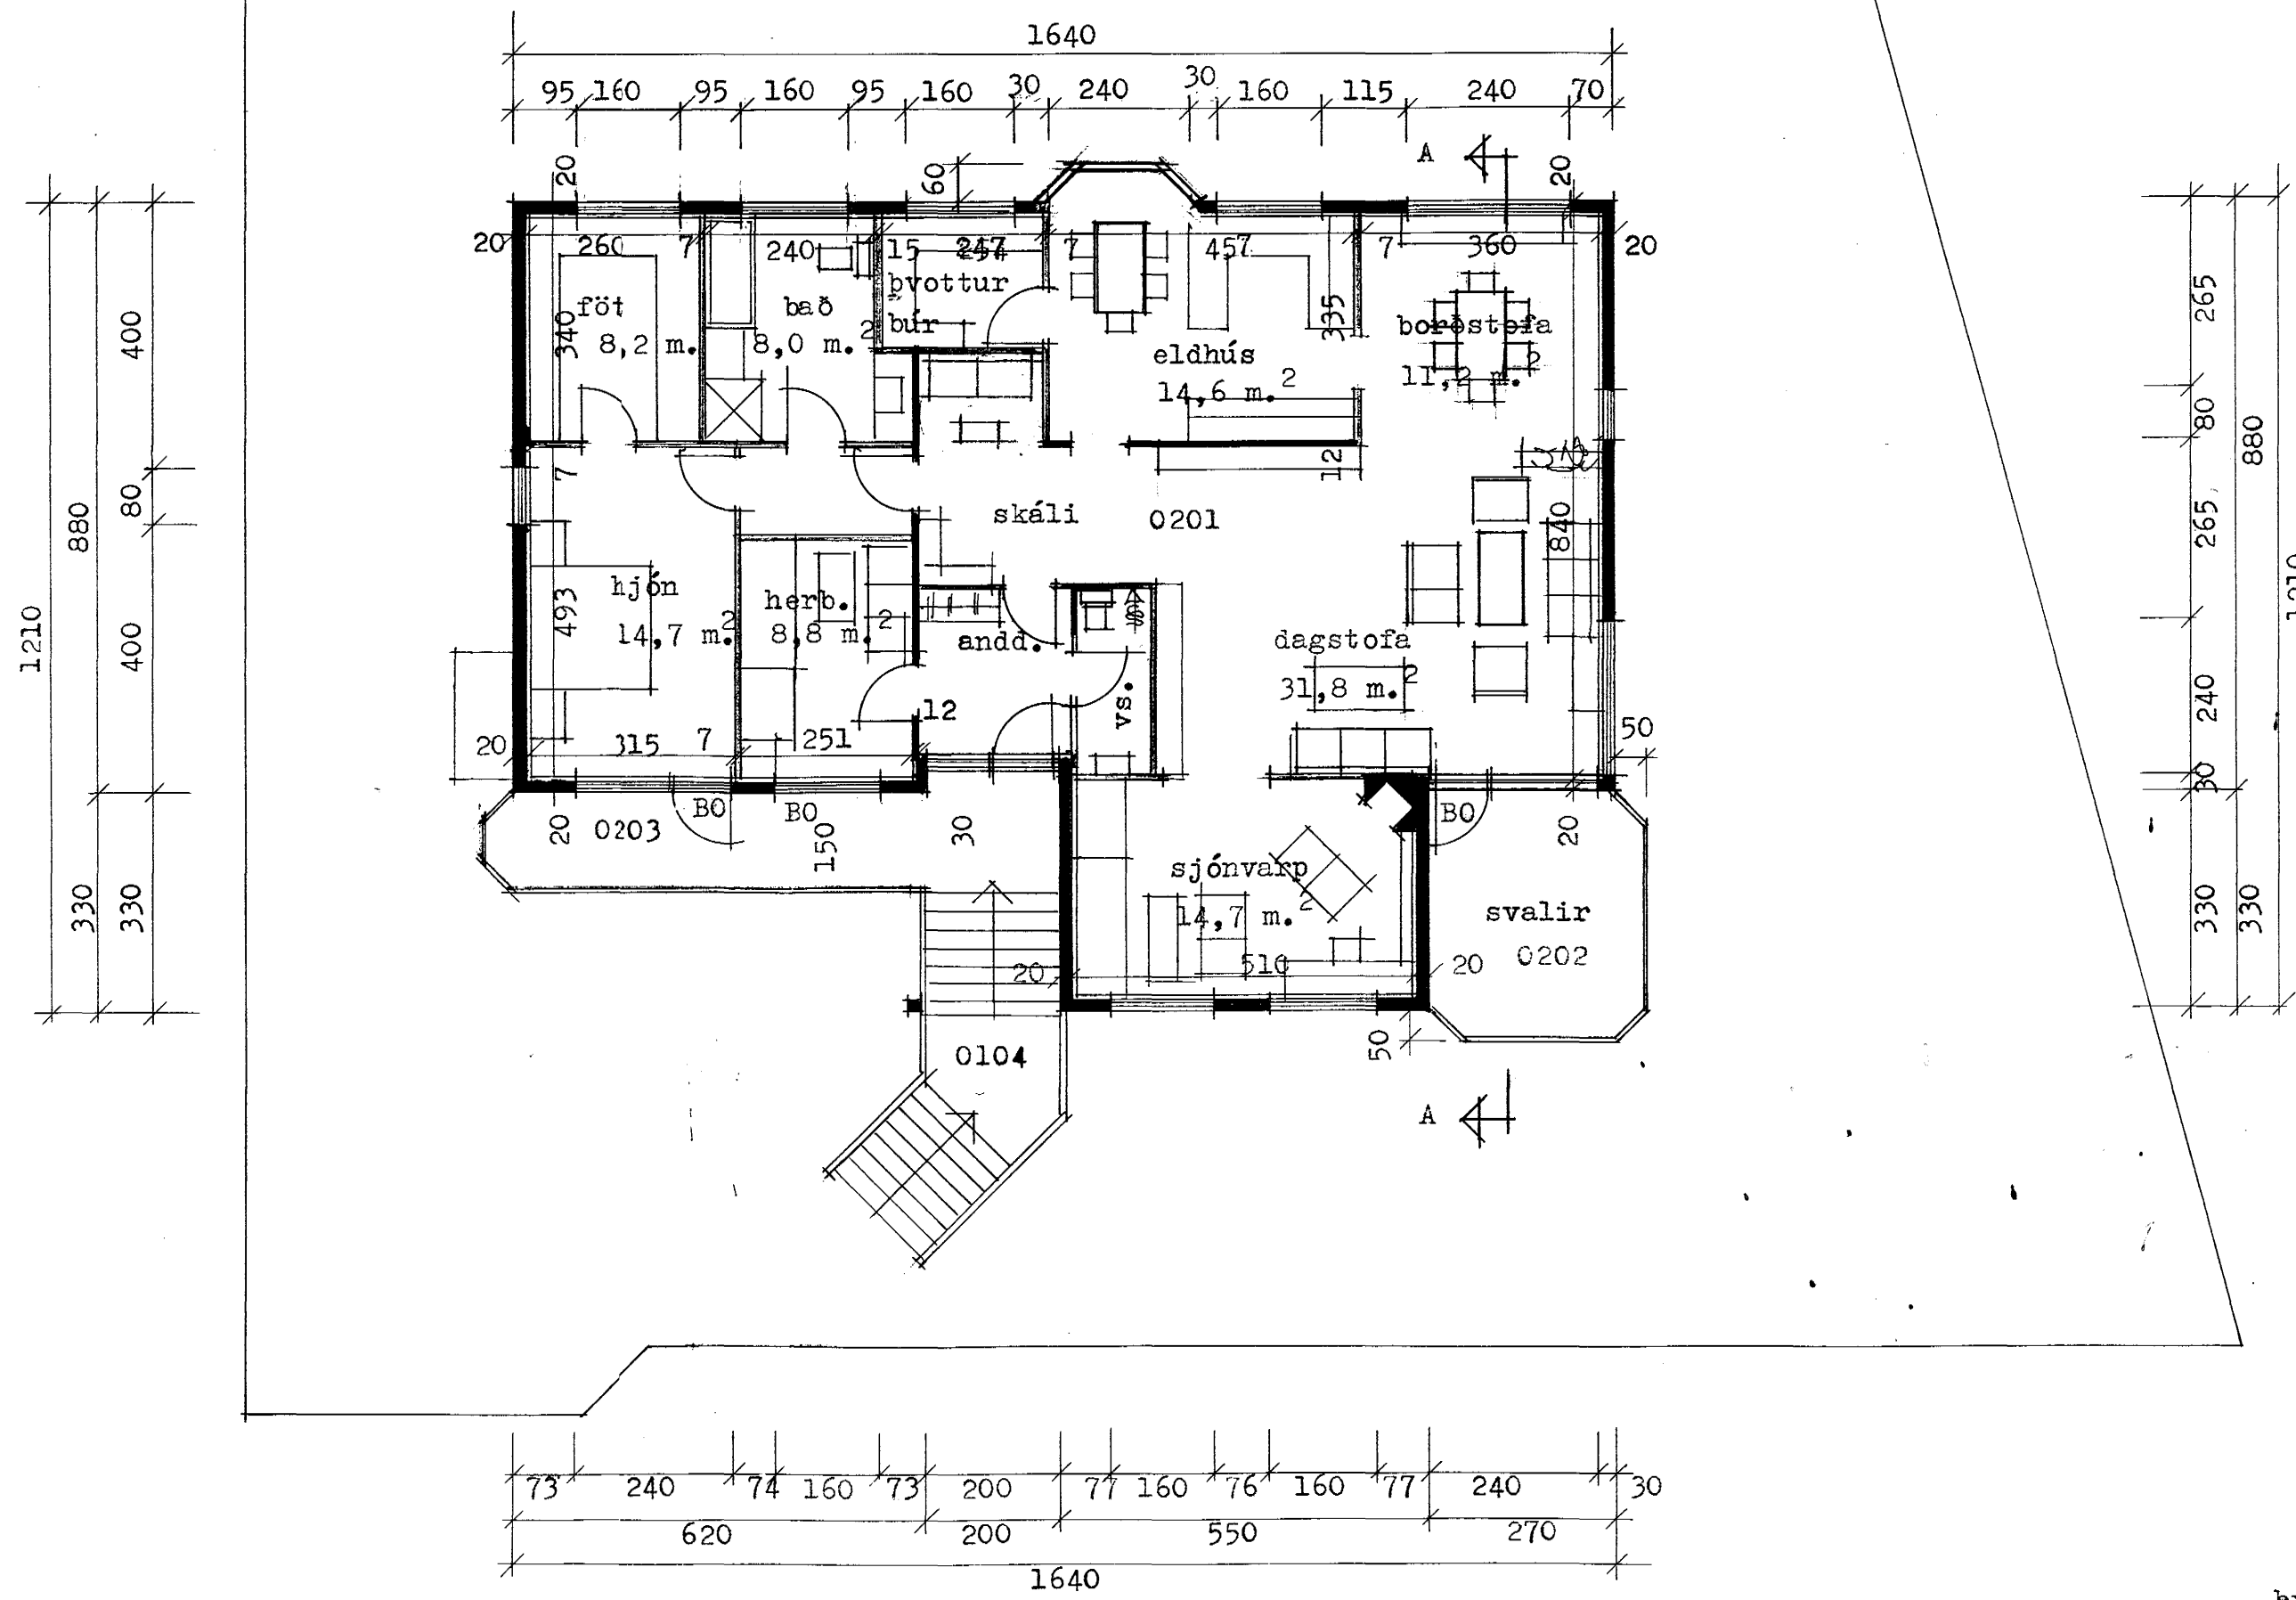 1640
95 160 95 160 95 160 30 240 30 160 115 240 70
A
20 60 20
20 260 7 240 15 247 7 457 7 360 20
þvottur
búr
föt
340
8,2 m.
bað
8,0 m.2
eldhús
14,6 m.2
335
borðstofa
11,2 m.2
7
12
skáli 0201
840
hjón
493
14,7 m.2
herb.
8,8 m.2
andd.
vs.
dagstofa
31,8 m.2
12
20 315 7 251
50
BO BO BO
20 0203 150 30 20
sjónvarp
14,7 m.2
20 510 20
svalir
0202
50
0104
A
1210
880 330
400 80 400 330
265 80 265 240 30 330
880 330
1210
73 240 74 160 73 200 77 160 76 160 77 240 30
620 200 550 270
1640